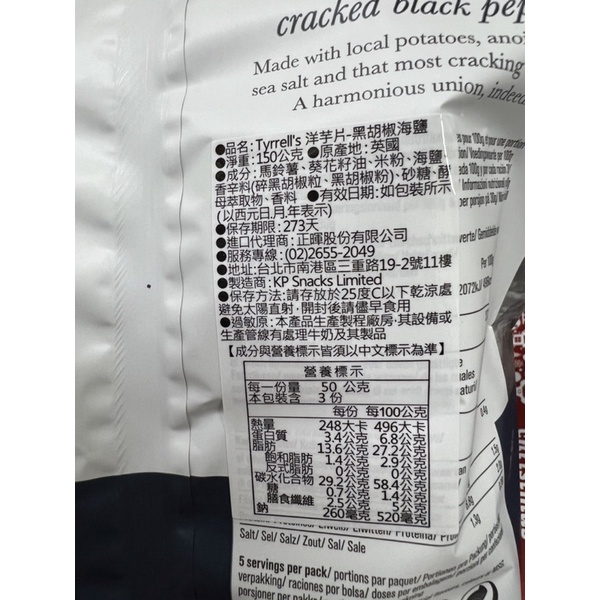 cracked black
Made with local potatoes,
sea salt and that most cracking
A harmonious union, indeed
●品名:Tyrrell's 洋芋片-黑胡椒海鹽
●淨重:150公克 ●原產地:英國
●成分:馬鈴薯、葵花籽油、米粉、海鹽、
香辛料(碎黑胡椒粒、黑胡椒粉)、砂糖、酵
母萃取物、香料 ●有效日期:如包裝所示
(以西元日.月.年表示)
●保存期限:273天
●進口代理商:正暉股份有限公司
●服務專線:(02)2655-2049
●地址:台北市南港區三重路19-2號11樓
●製造商:KP Snacks Limited
●保存方法:請存放於25度C以下乾涼處
避免太陽直射,開封後請儘早食用
●過敏原:本產品生產製程廠房,其設備或
生產管線有處理牛奶及其製品
【成分與營養標示皆須以中文標示為準】
營養標示
每一份量 50 公克
本包裝含 3 份
每份 每100公克
熱量 248大卡 496大卡
蛋白質 3.4公克 6.8公克
脂肪 13.6公克 27.2公克
飽和脂肪 1.4公克 2.8公克
反式脂肪 0公克 0公克
碳水化合物 29.2公克 58.4公克
糖 0.7公克 1.4公克
膳食纖維 2.5公克 5公克
鈉 260毫克 520毫克
Salt/ Sel/ Salz/ Zout/ Sal/ Sale
5 servings per pack/ portions par paquet/ Portionen pro Packung/
verpakking/ raciones por bolsa/ doses por embalagem/